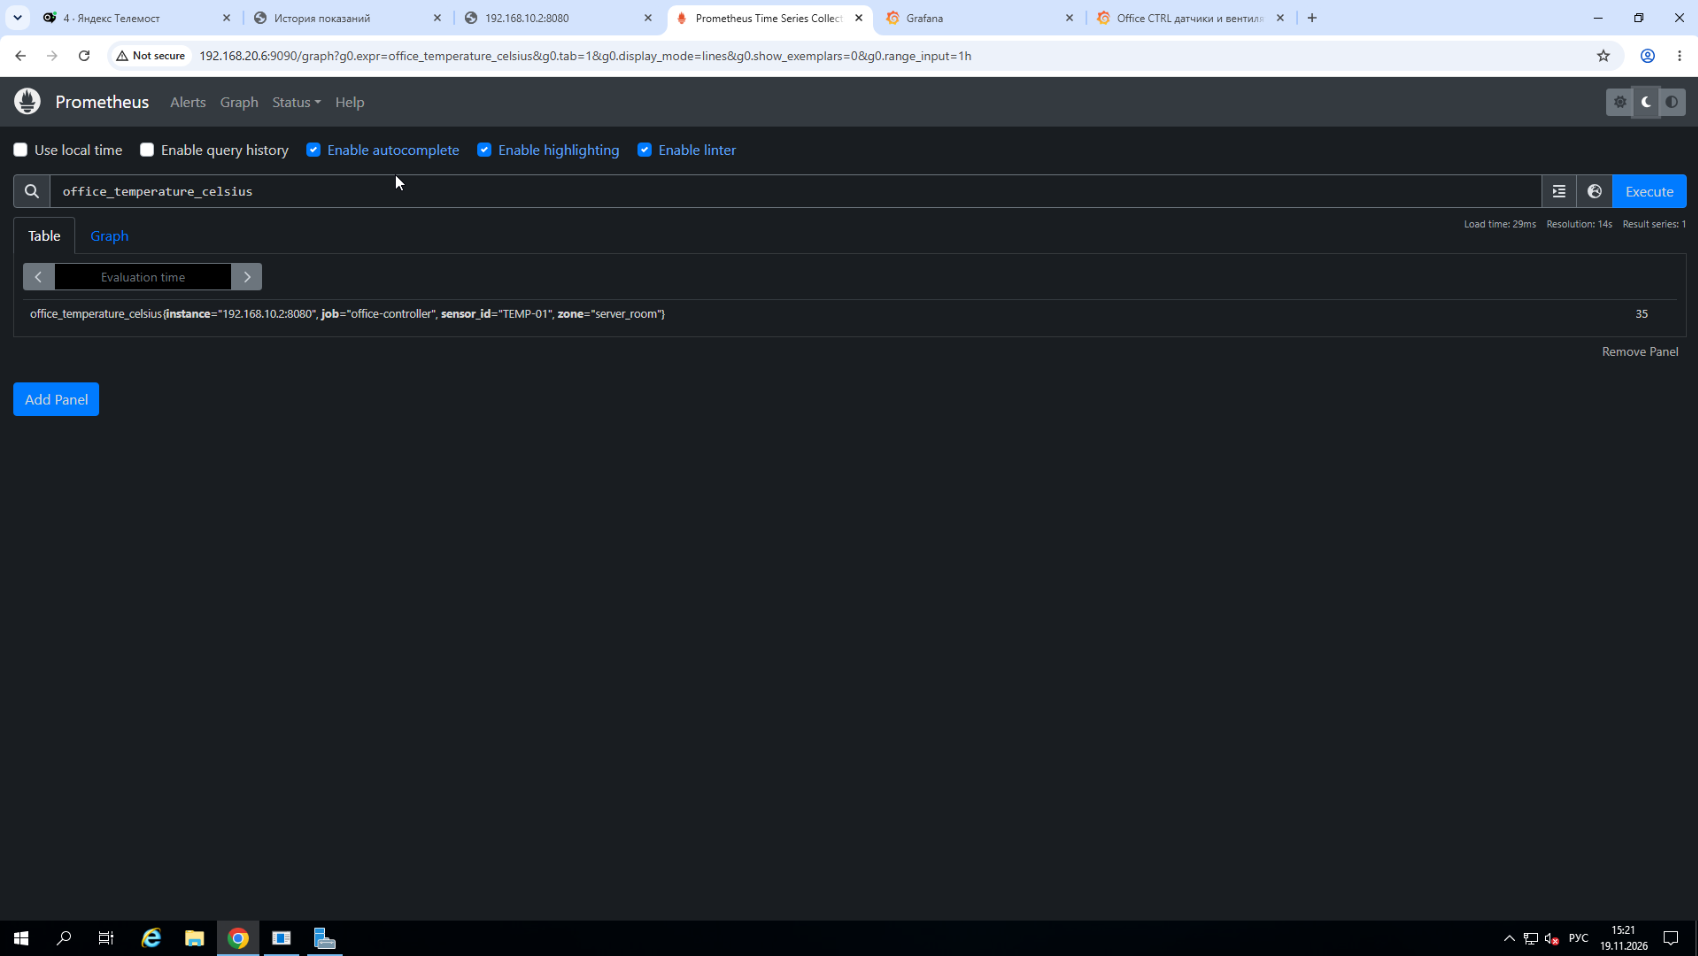 4 - Яндекс Телемост
История показаний
192.168.10.2:8080
Prometheus Time Series Collect
Grafana
Office CTRL датчики и вентиля
Not secure
192.168.20.6:9090/graph?g0.expr=office_temperature_celsius&g0.tab=1&g0.display_mode=lines&g0.show_exemplars=0&g0.range_input=1h
Prometheus Alerts Graph Status Help
Use local time Enable query history Enable autocomplete Enable highlighting Enable linter
office_temperature_celsius
Execute
Table Graph
Load time: 29ms Resolution: 14s Result series: 1
Evaluation time
office_temperature_celsius{instance="192.168.10.2:8080", job="office-controller", sensor_id="TEMP-01", zone="server_room"} 35
Remove Panel
Add Panel
РУС
15:21
19.11.2026